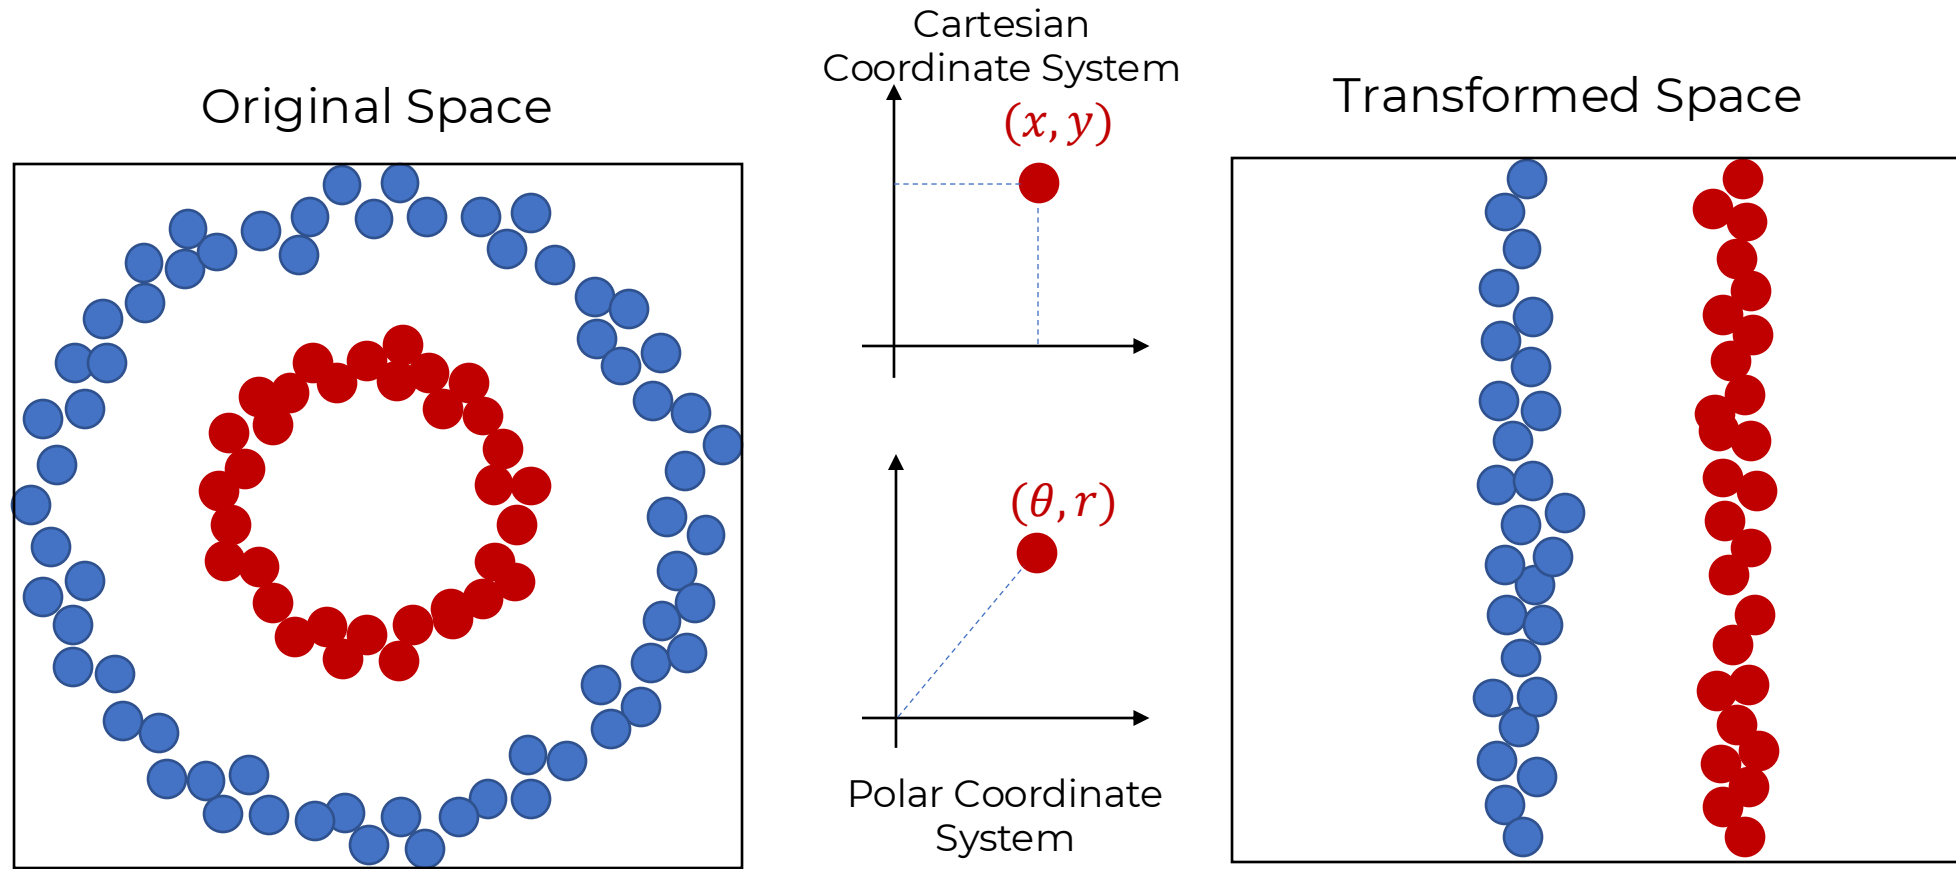 Original Space
Cartesian
Coordinate System
(x, y)
(θ, r)
Polar Coordinate
System
Transformed Space